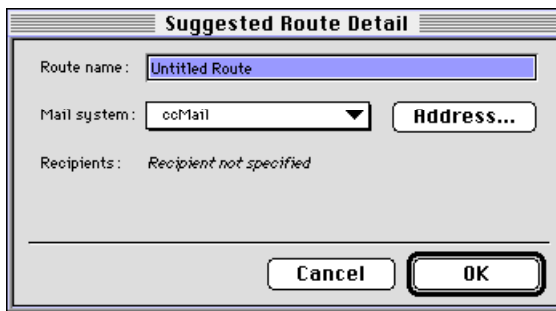 Suggested Route Detail
Route name: Untitled Route
Mail system: ccMail Address...
Recipients: Recipient not specified
Cancel OK